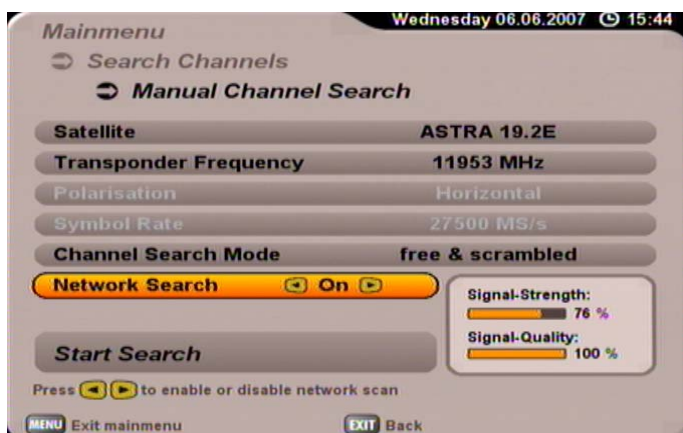 Mainmenu
Wednesday 06.06.2007 15:44
Search Channels
Manual Channel Search
Satellite ASTRA 19.2E
Transponder Frequency 11953 MHz
Polarisation Horizontal
Symbol Rate 27500 MS/s
Channel Search Mode free & scrambled
Network Search On
Signal-Strength:
76 %
Signal-Quality:
100 %
Start Search
Press to enable or disable network scan
MENU Exit mainmenu EXIT Back